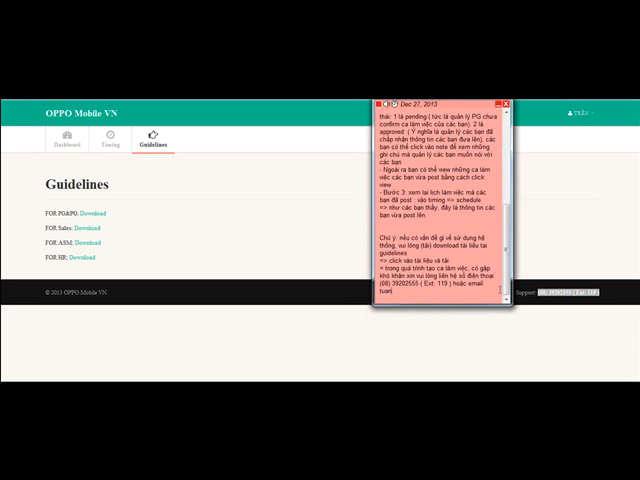 Dec 27, 2013
OPPO Mobile VN
TRẦN
Dashboard
Timing
Guidelines
Guidelines
FOR PG&PG: Download
FOR Sales: Download
FOR ASM: Download
FOR HR: Download
thái: 1 là pending ( tức là quản lý PG chưa
confirm ca làm việc của các bạn). 2 là
approved: ( Ý nghĩa là quản lý các bạn đã
chấp nhân thông tin các bạn đưa lên), các
bạn có thể click vào note để xem những
ghi chú mà quản lý các bạn muốn nói với
các bạn
- Ngoài ra bạn có thể view những ca làm
việc các bạn vừa post bằng cách click
view
- Bước 3: xem lại lịch làm việc mà các
bạn đã post : vào timing => schedule
=> như các bạn thấy, đây là thông tin các
bạn vừa post lên.
Chú ý: nếu có vấn đề gì về sử dụng hệ
thống, vui lòng (tải) download tài liệu tai
guidelines
=> click vào tài liệu và tải
= trong quá trình tạo ca làm việc, có gặp
khó khăn xin vui lòng liên hệ số điện thoại
(08) 39202555 ( Ext: 119 ) hoặc email
tuan
© 2013 OPPO Mobile VN.
Support: (08) 39202555 ( Ext: 119 )